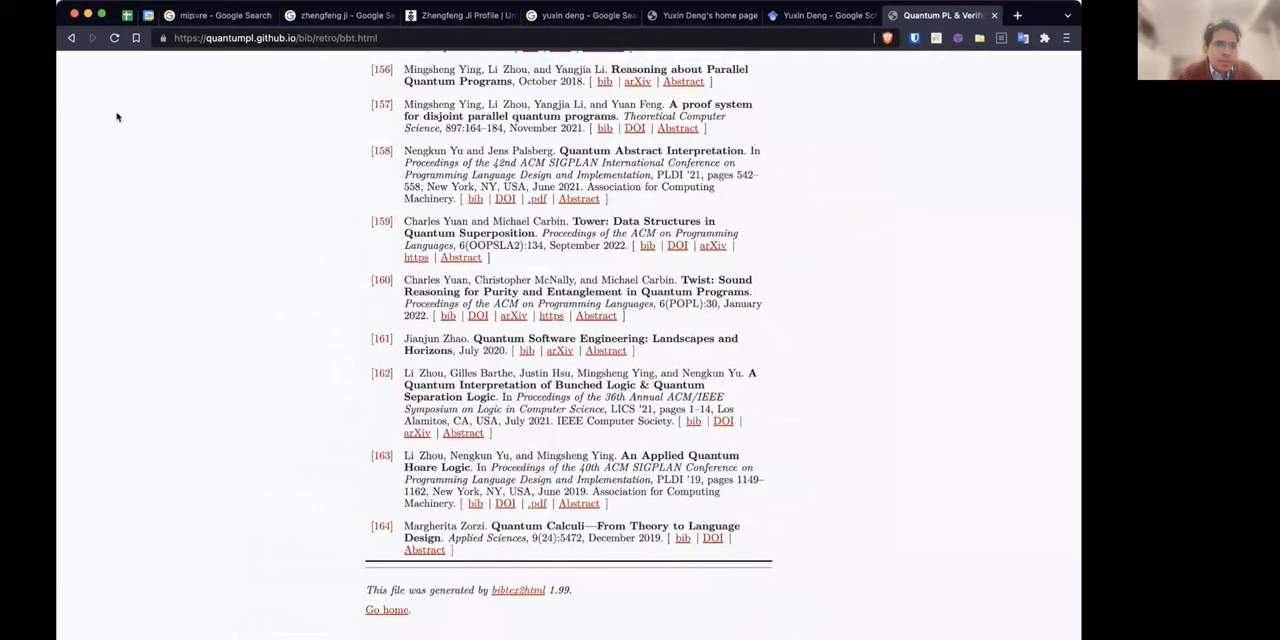 mip=re - Google Search
zhengfeng ji - Google Se
Zhengfeng Ji Profile | Un
yuxin deng - Google Sea
Yuxin Deng's home page
Yuxin Deng - Google Sch
Quantum PL & Verifi
https://quantumpl.github.io/bib/retro/bbt.html
[156] Mingsheng Ying, Li Zhou, and Yangjia Li. Reasoning about Parallel
Quantum Programs, October 2018. [ bib | arXiv | Abstract ]
[157] Mingsheng Ying, Li Zhou, Yangjia Li, and Yuan Feng. A proof system
for disjoint parallel quantum programs. Theoretical Computer
Science, 897:164–184, November 2021. [ bib | DOI | Abstract ]
[158] Nengkun Yu and Jens Palsberg. Quantum Abstract Interpretation. In
Proceedings of the 42nd ACM SIGPLAN International Conference on
Programming Language Design and Implementation, PLDI '21, pages 542–
558, New York, NY, USA, June 2021. Association for Computing
Machinery. [ bib | DOI | .pdf | Abstract ]
[159] Charles Yuan and Michael Carbin. Tower: Data Structures in
Quantum Superposition. Proceedings of the ACM on Programming
Languages, 6(OOPSLA2):134, September 2022. [ bib | DOI | arXiv |
https | Abstract ]
[160] Charles Yuan, Christopher McNally, and Michael Carbin. Twist: Sound
Reasoning for Purity and Entanglement in Quantum Programs.
Proceedings of the ACM on Programming Languages, 6(POPL):30, January
2022. [ bib | DOI | arXiv | https | Abstract ]
[161] Jianjun Zhao. Quantum Software Engineering: Landscapes and
Horizons, July 2020. [ bib | arXiv | Abstract ]
[162] Li Zhou, Gilles Barthe, Justin Hsu, Mingsheng Ying, and Nengkun Yu. A
Quantum Interpretation of Bunched Logic & Quantum
Separation Logic. In Proceedings of the 36th Annual ACM/IEEE
Symposium on Logic in Computer Science, LICS '21, pages 1–14, Los
Alamitos, CA, USA, July 2021. IEEE Computer Society. [ bib | DOI |
arXiv | Abstract ]
[163] Li Zhou, Nengkun Yu, and Mingsheng Ying. An Applied Quantum
Hoare Logic. In Proceedings of the 40th ACM SIGPLAN Conference on
Programming Language Design and Implementation, PLDI '19, pages 1149–
1162, New York, NY, USA, June 2019. Association for Computing
Machinery. [ bib | DOI | .pdf | Abstract ]
[164] Margherita Zorzi. Quantum Calculi—From Theory to Language
Design. Applied Sciences, 9(24):5472, December 2019. [ bib | DOI |
Abstract ]
This file was generated by bibtex2html 1.99.
Go home.